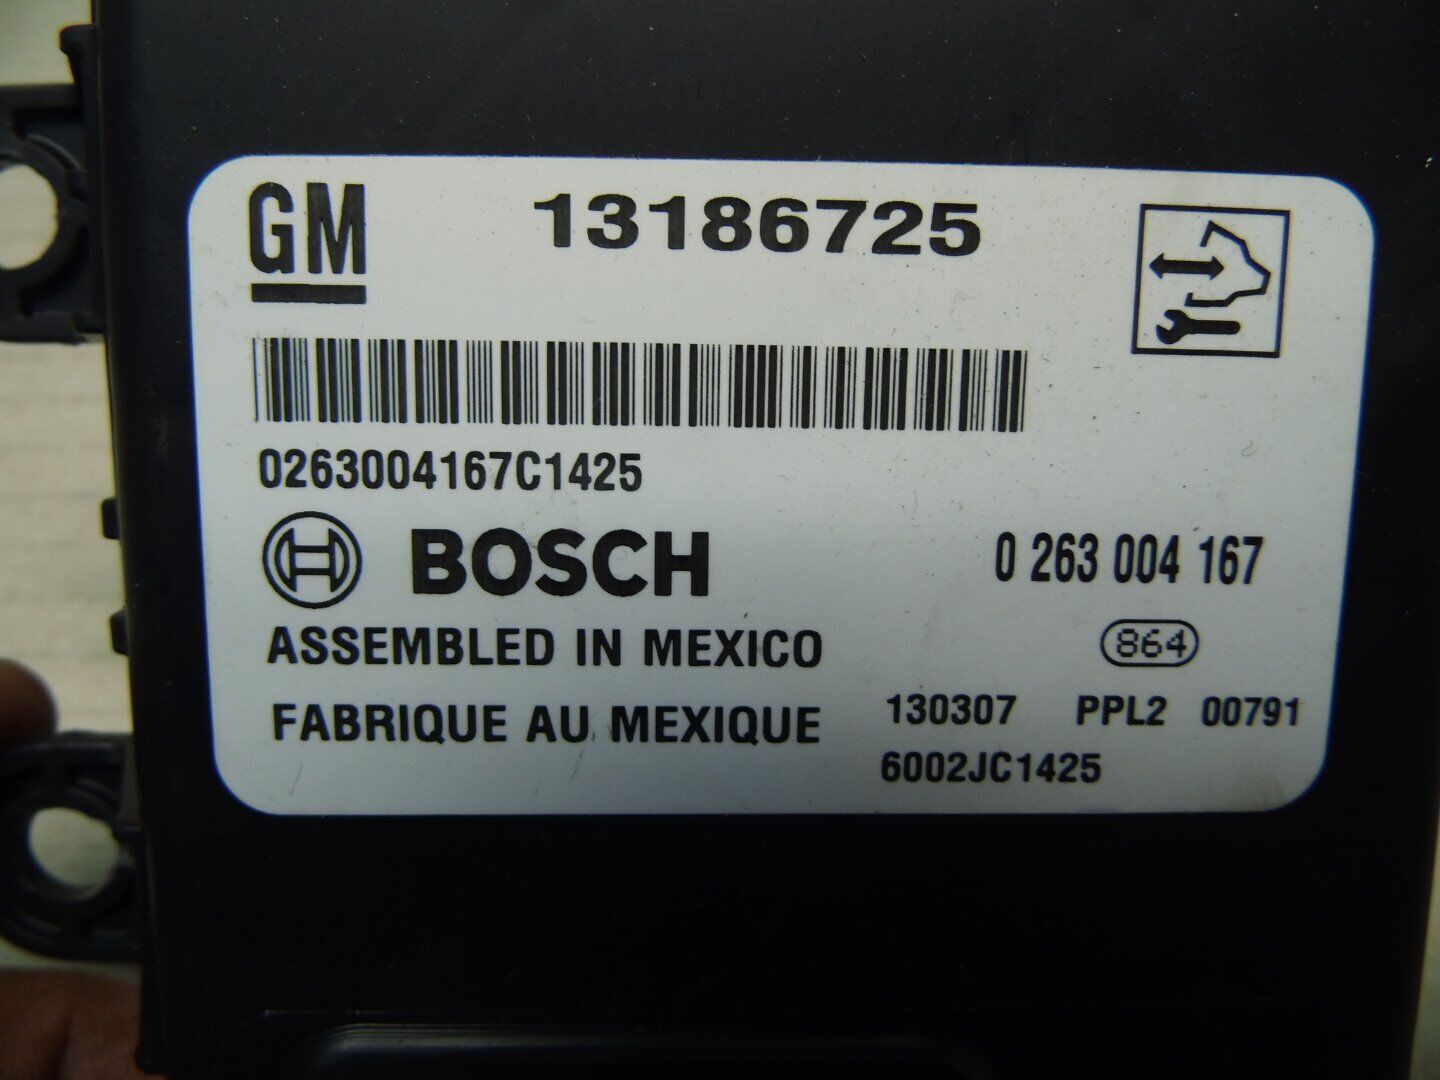 GM 13186725
0263004167C1425
BOSCH 0 263 004 167
ASSEMBLED IN MEXICO 864
FABRIQUE AU MEXIQUE 130307 PPL2 00791
6002JC1425